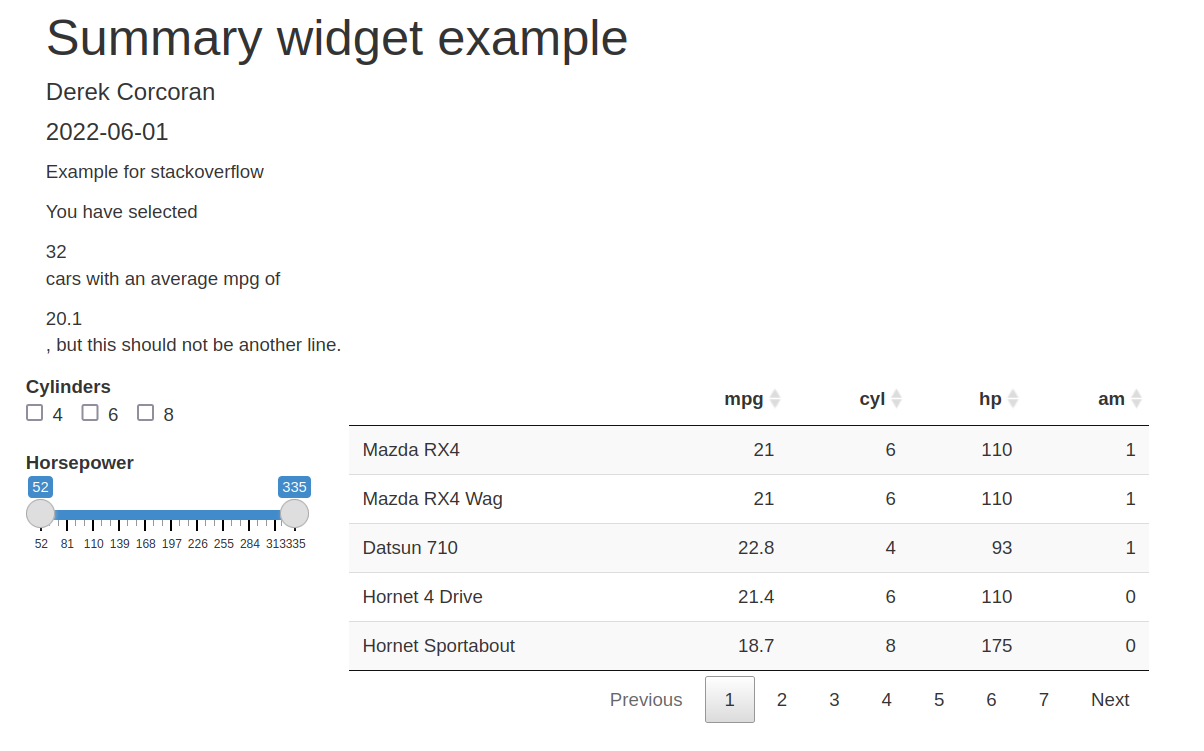 Summary widget example
Derek Corcoran
2022-06-01
Example for stackoverflow
You have selected
32
cars with an average mpg of
20.1
, but this should not be another line.
Cylinders
4 6 8
Horsepower
52 335
52 81 110 139 168 197 226 255 284 313 335
mpg cyl hp am
Mazda RX4 21 6 110 1
Mazda RX4 Wag 21 6 110 1
Datsun 710 22.8 4 93 1
Hornet 4 Drive 21.4 6 110 0
Hornet Sportabout 18.7 8 175 0
Previous 1 2 3 4 5 6 7 Next